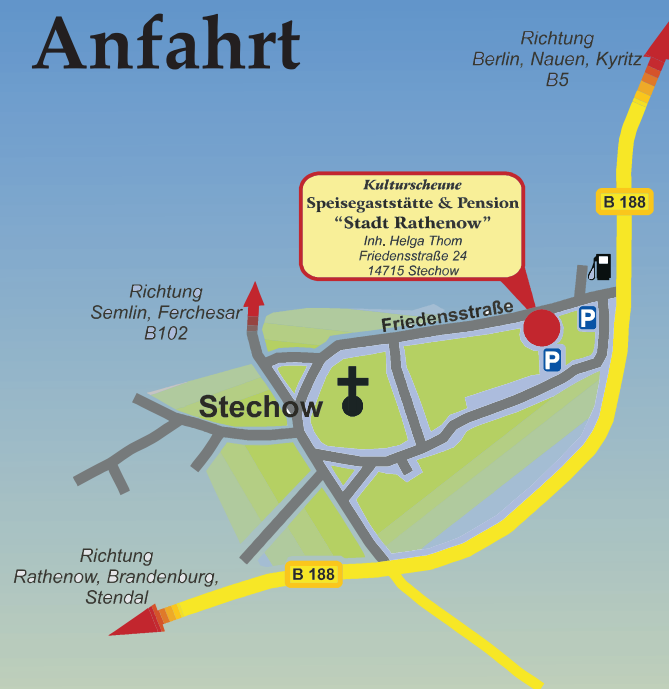 Anfahrt
Richtung
Berlin, Nauen, Kyritz
B5
Kulturscheune
Speisegaststätte & Pension
“Stadt Rathenow”
Inh. Helga Thom
Friedensstraße 24
14715 Stechow
B 188
Richtung
Semlin, Ferchesar
B102
Friedensstraße
P
P
Stechow
Richtung
Rathenow, Brandenburg,
Stendal
B 188